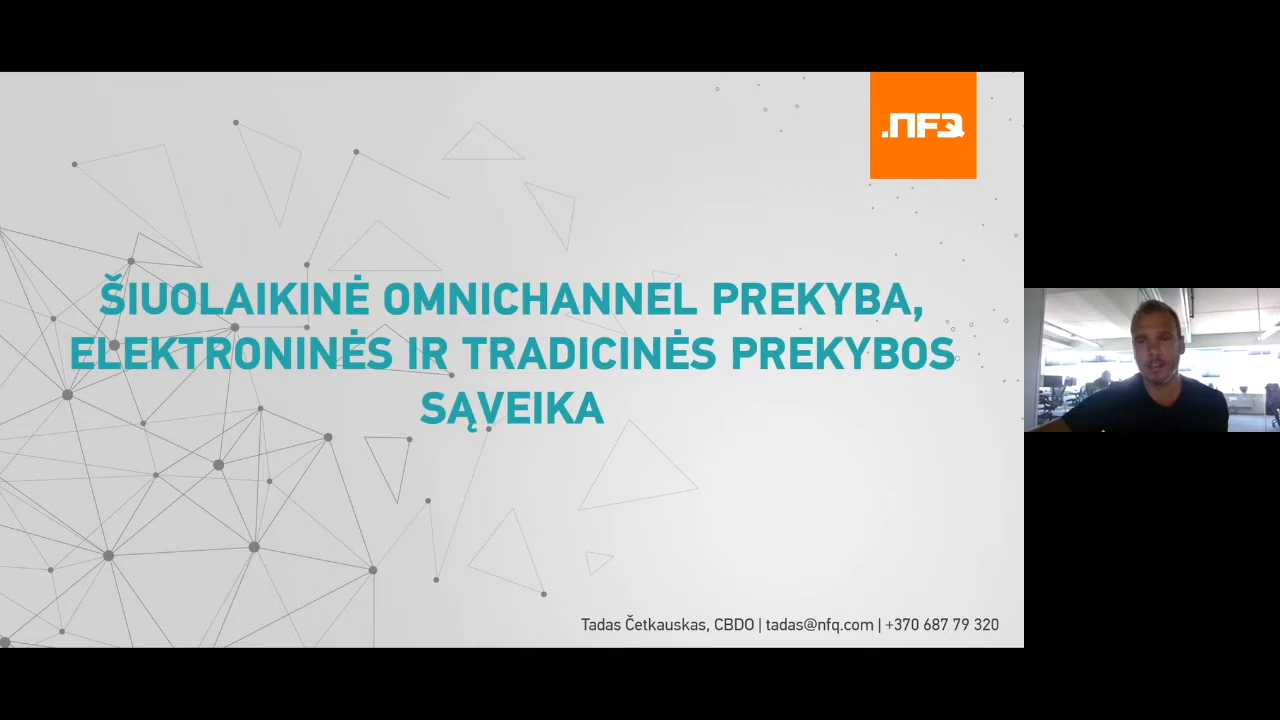 .NFQ
ŠIUOLAIKINĖ OMNICHANNEL PREKYBA,
ELEKTRONINĖS IR TRADICINĖS PREKYBOS
SĄVEIKA
Tadas Četkauskas, CBDO | tadas@nfq.com | +370 687 79 320